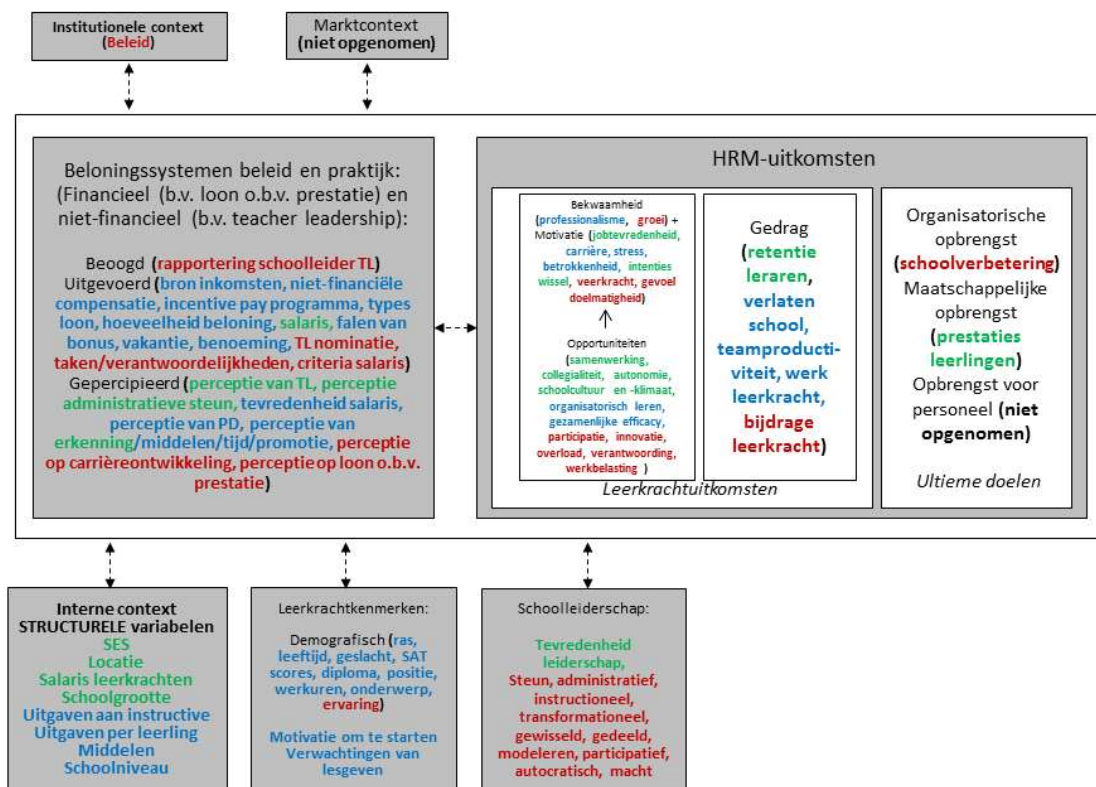 Institutionele context
(Beleid)
Marktcontext
(niet opgenomen)
Beloningssystemen beleid en praktijk:
(Financieel (b.v. loon o.b.v. prestatie) en
niet-financieel (b.v. teacher leadership):
Beoogd (rapportering schoolleider TL)
Uitgevoerd (bron inkomsten, niet-financiële
compensatie, incentive pay programma, types
loon, hoeveelheid beloning, salaris, falen van
bonus, vakantie, benoeming, TL nominatie,
taken/verantwoordelijkheden, criteria salaris)
Gepercipieerd (perceptie van TL, perceptie
administratieve steun, tevredenheid salaris,
perceptie van PD, perceptie van
erkenning/middelen/tijd/promotie, perceptie
op carrièreontwikkeling, perceptie op loon o.b.v.
prestatie)
HRM-uitkomsten
Bekwaamheid
(professionalisme, groei) +
Motivatie (jobtevredenheid,
carrière, stress,
betrokkenheid, intenties
wissel, veerkracht, gevoel
doelmatigheid)
Opportuniteiten
(samenwerking,
collegialiteit, autonomie,
schoolcultuur en -klimaat,
organisatorisch leren,
gezamenlijke efficacy,
participatie, innovatie,
overload, verantwoording,
werkbelasting )
Gedrag
(retentie
leraren,
verlaten
school,
teamproducti-
viteit, werk
leerkracht,
bijdrage
leerkracht)
Leerkrachtuitkomsten
Organisatorische
opbrengst
(schoolverbetering)
Maatschappelijke
opbrengst
(prestaties
leerlingen)
Opbrengst voor
personeel (niet
opgenomen)
Ultieme doelen
Interne context
STRUCTURELE variabelen
SES
Locatie
Salaris leerkrachten
Schoolgrootte
Uitgaven aan instructive
Uitgaven per leerling
Middelen
Schoolniveau
Leerkrachtkenmerken:
Demografisch (ras,
leeftijd, geslacht, SAT
scores, diploma, positie,
werkuren, onderwerp,
ervaring)
Motivatie om te starten
Verwachtingen van
lesgeven
Schoolleiderschap:
Tevredenheid
leiderschap,
Steun, administratief,
instructioneel,
transformationeel,
gewisseld, gedeeld,
modeleren, participatief,
autocratisch, macht